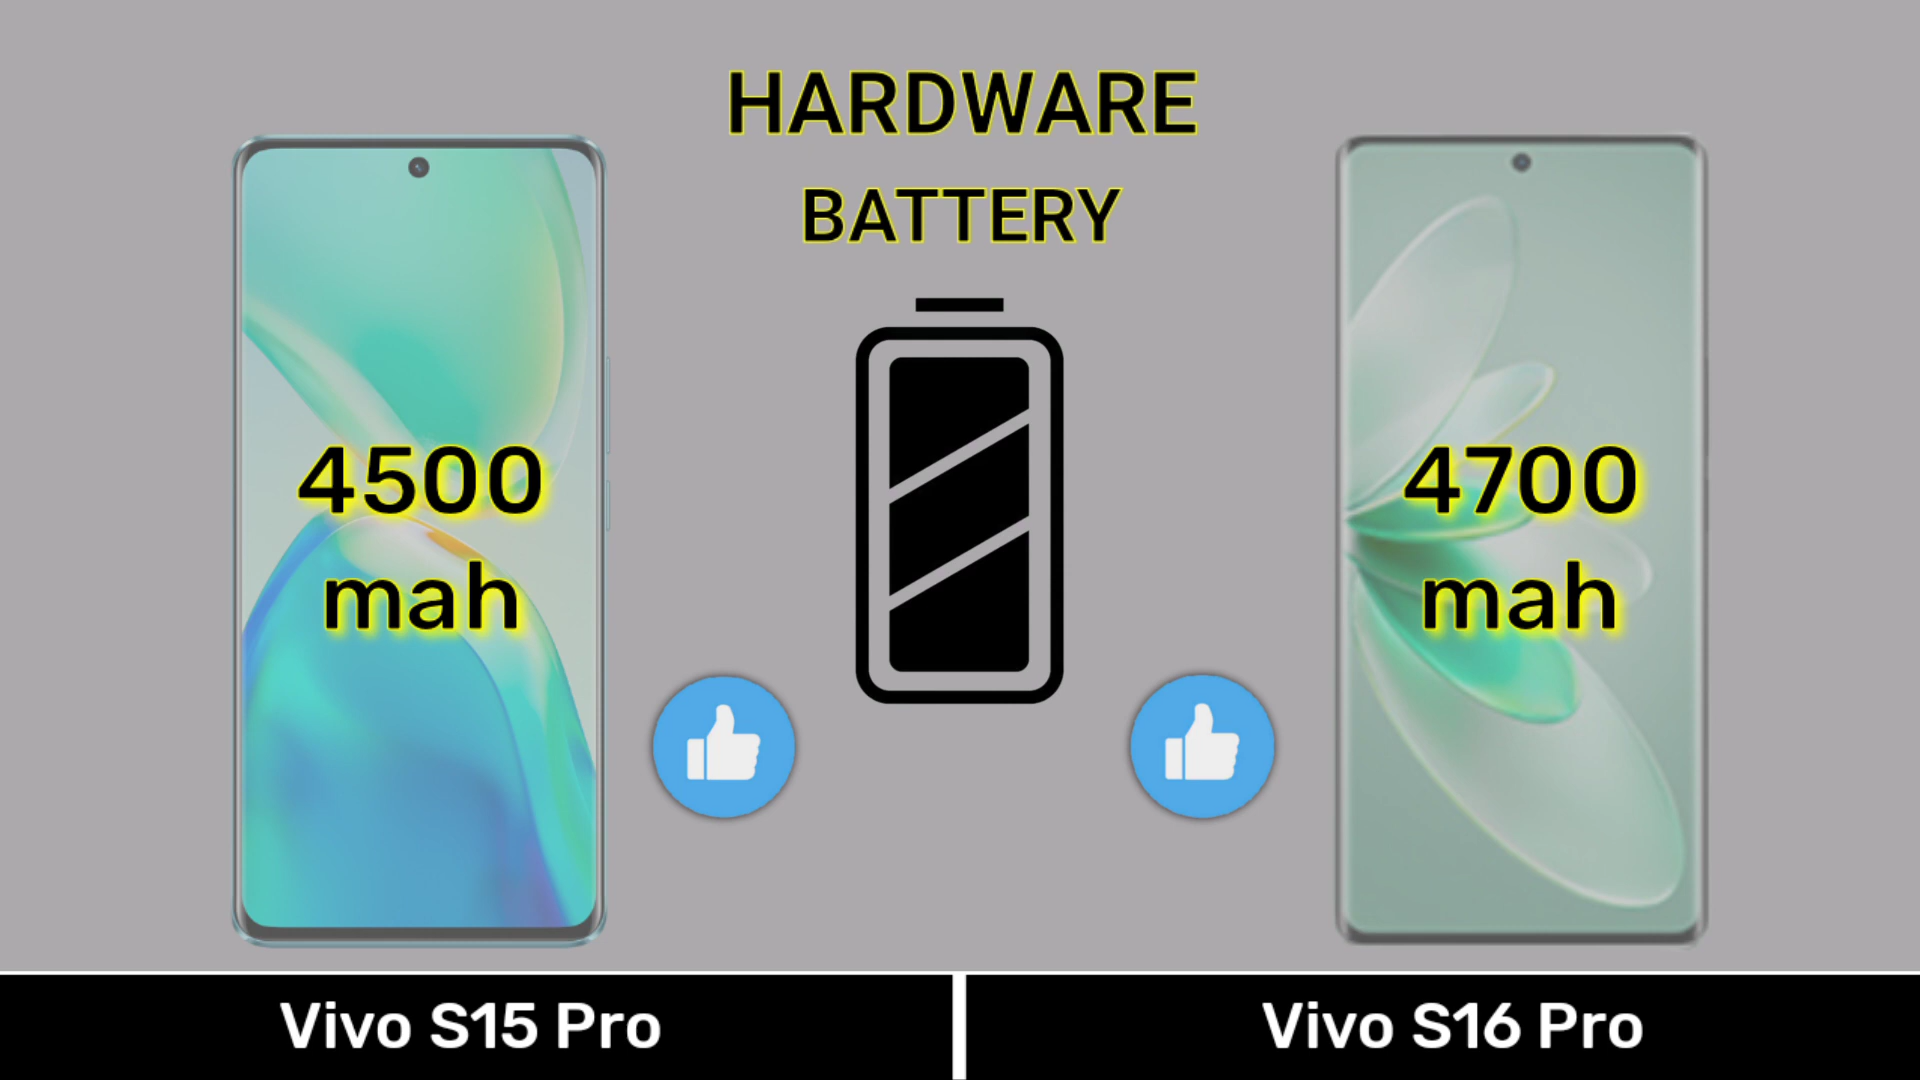 HARDWARE
BATTERY
4500
mah
4700
mah
Vivo S15 Pro
Vivo S16 Pro